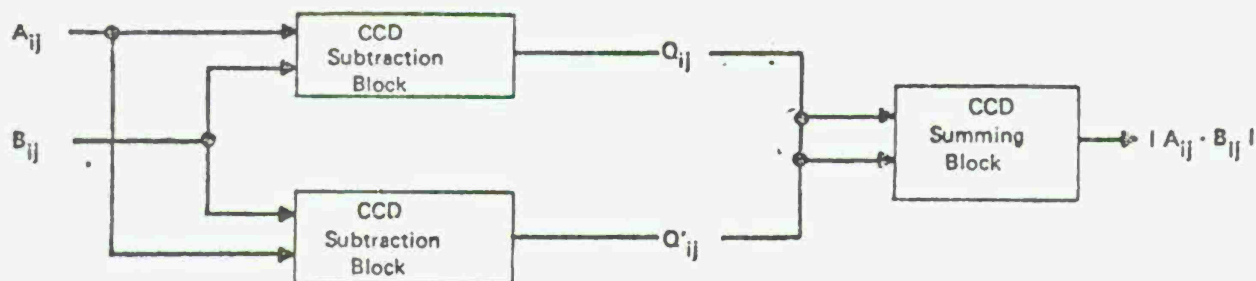 A_ij
CCD
Subtraction
Block
Q_ij
B_ij
CCD
Summing
Block
| A_ij · B_ij |
CCD
Subtraction
Block
Q'_ij